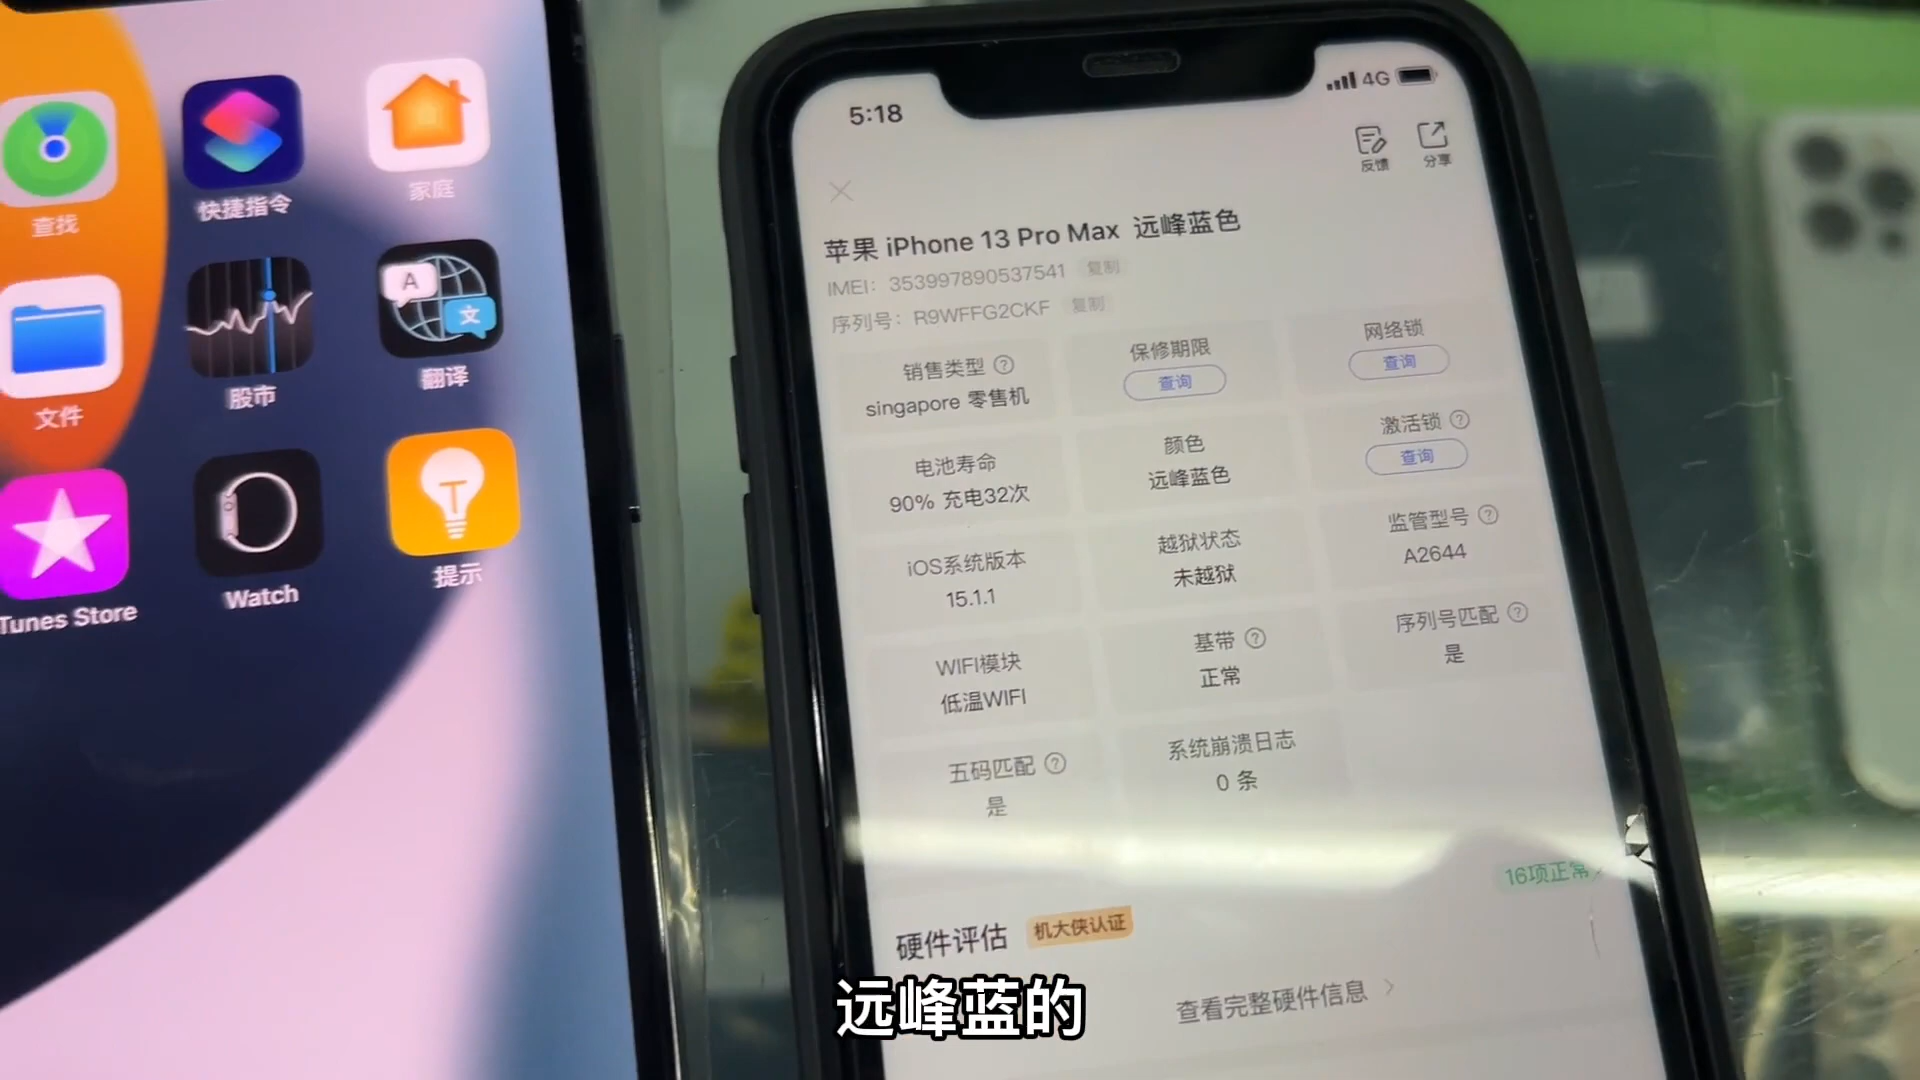 查找
快捷指令
家庭
文件
股市
翻译
Tunes Store
Watch
提示
5:18
4G
反馈
分享
苹果 iPhone 13 Pro Max 远峰蓝色
IMEI: 353997890537541 复制
序列号: R9WFFG2CKF 复制
销售类型
singapore 零售机
保修期限
查询
网络锁
查询
电池寿命
90% 充电32次
颜色
远峰蓝色
激活锁
查询
iOS系统版本
15.1.1
越狱状态
未越狱
监管型号
A2644
WIFI模块
低温WIFI
基带
正常
序列号匹配
是
五码匹配
是
系统崩溃日志
0 条
16项正常
硬件评估 机大侠认证
查看完整硬件信息
远峰蓝的